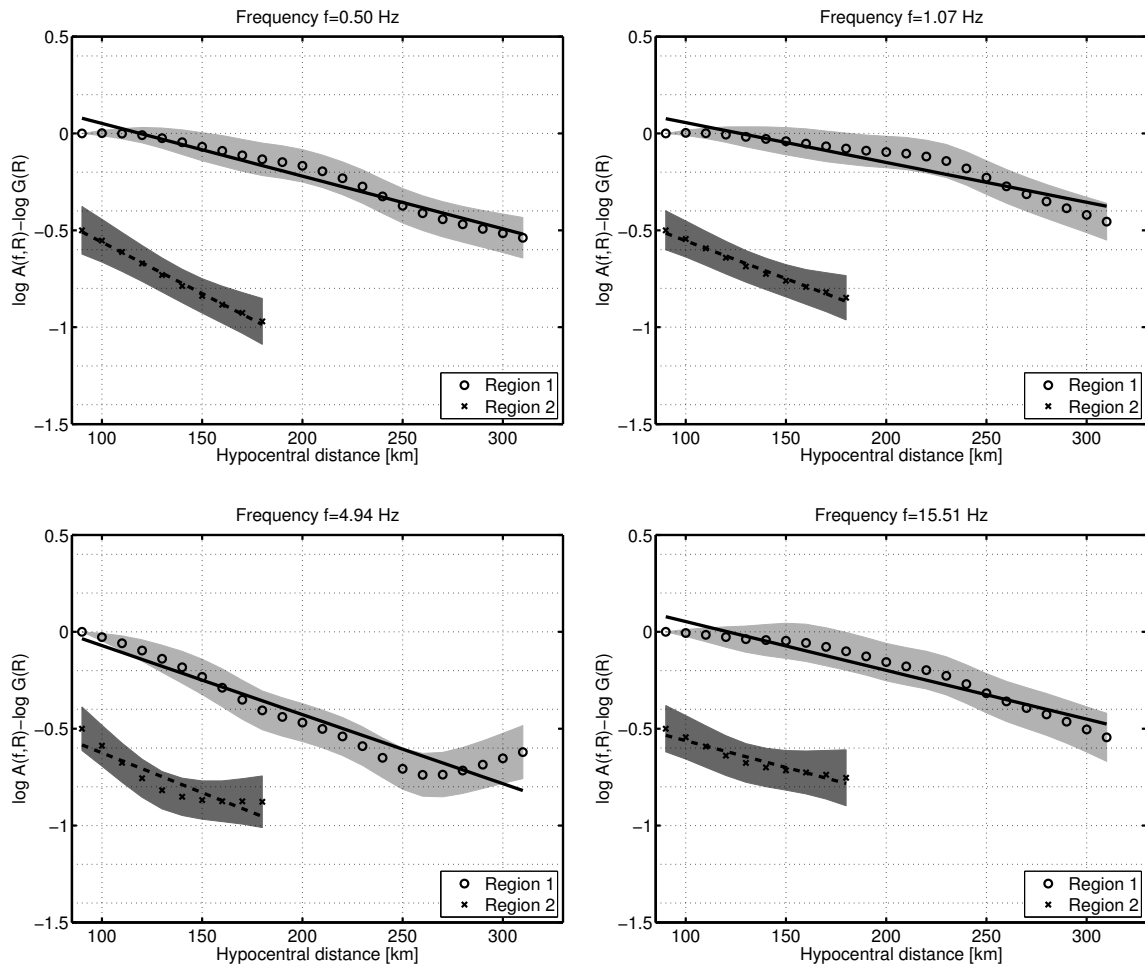 Frequency f=0.50 Hz
0.5
0
−0.5
−1
−1.5
log A(f,R)−log G(R)
100 150 200 250 300
Hypocentral distance [km]
Region 1
Region 2
Frequency f=1.07 Hz
0.5
0
−0.5
−1
−1.5
log A(f,R)−log G(R)
100 150 200 250 300
Hypocentral distance [km]
Region 1
Region 2
Frequency f=4.94 Hz
0.5
0
−0.5
−1
−1.5
log A(f,R)−log G(R)
100 150 200 250 300
Hypocentral distance [km]
Region 1
Region 2
Frequency f=15.51 Hz
0.5
0
−0.5
−1
−1.5
log A(f,R)−log G(R)
100 150 200 250 300
Hypocentral distance [km]
Region 1
Region 2